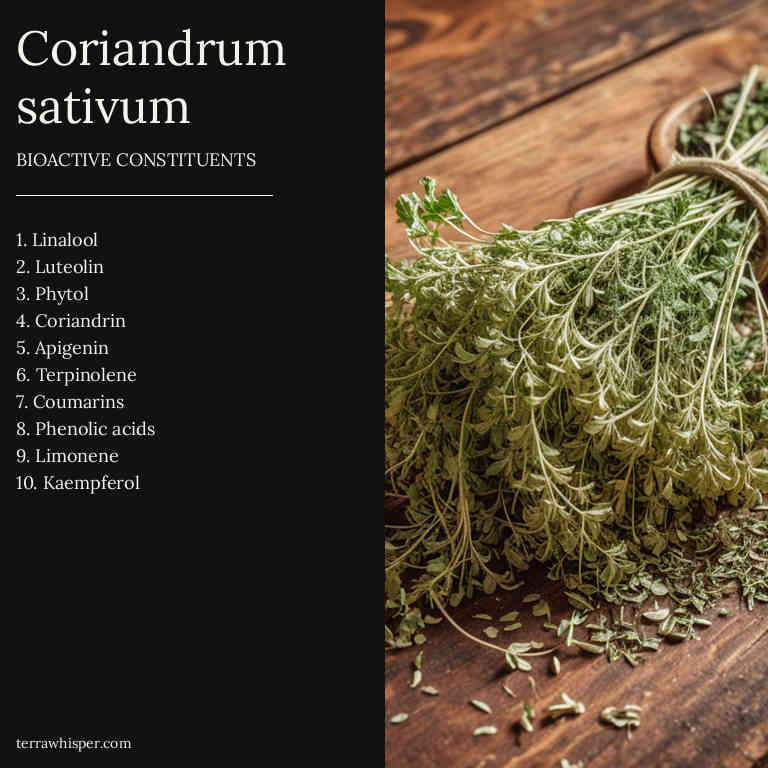 Coriandrum
sativum
BIOACTIVE CONSTITUENTS
1. Linalool
2. Luteolin
3. Phytol
4. Coriandrin
5. Apigenin
6. Terpinolene
7. Coumarins
8. Phenolic acids
9. Limonene
10. Kaempferol
terrawhisper.com